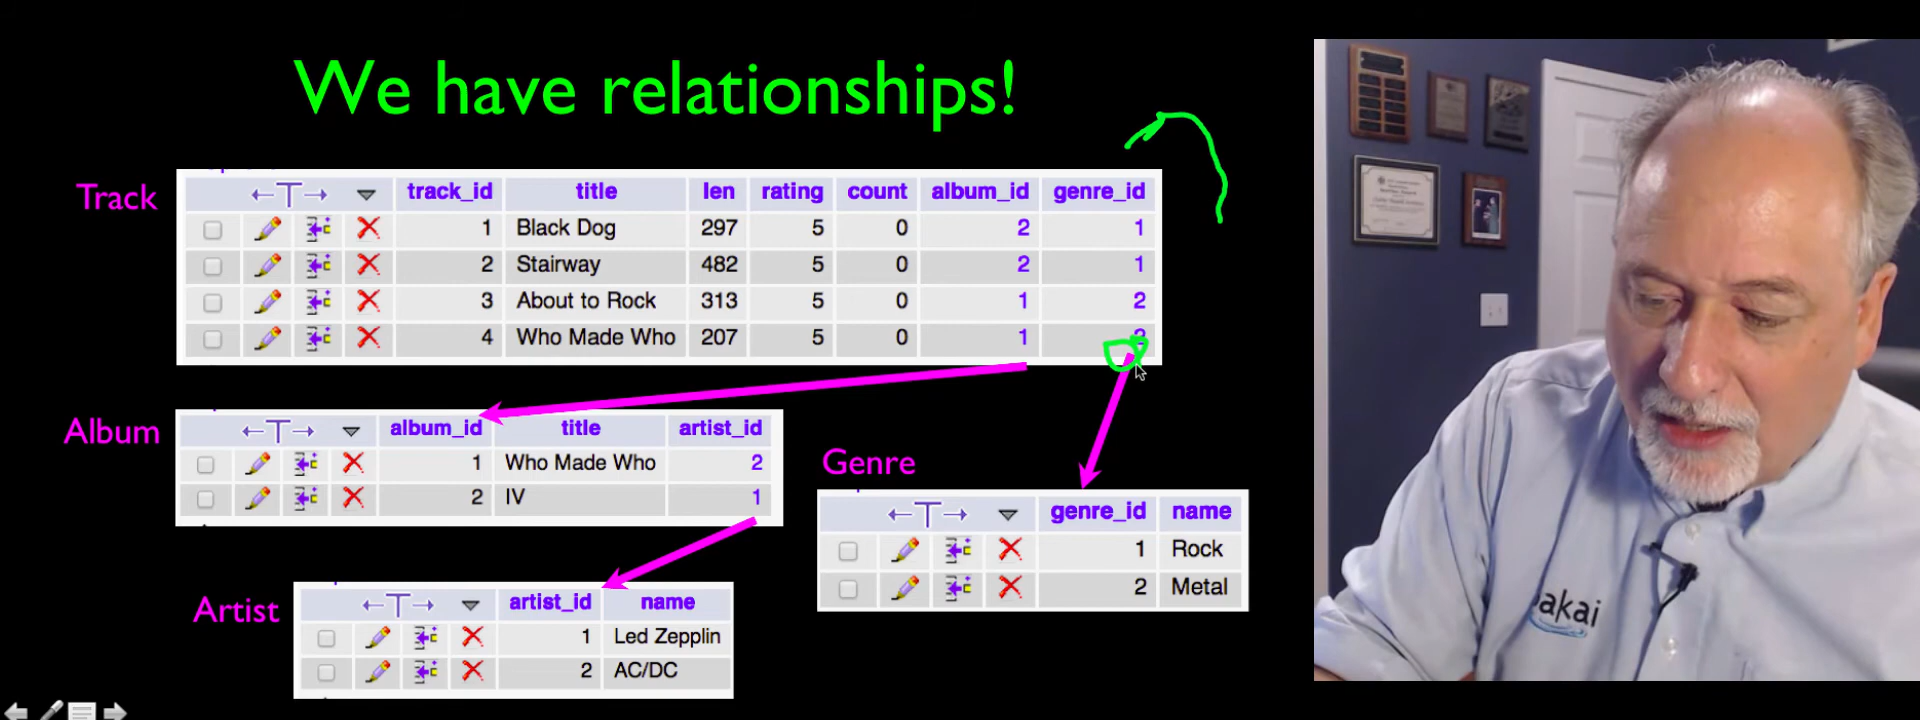 We have relationships!
Track
track_id title len rating count album_id genre_id
1 Black Dog 297 5 0 2 1
2 Stairway 482 5 0 2 1
3 About to Rock 313 5 0 1 2
4 Who Made Who 207 5 0 1 2
Album
album_id title artist_id
1 Who Made Who 2
2 IV 1
Genre
genre_id name
1 Rock
2 Metal
Artist
artist_id name
1 Led Zepplin
2 AC/DC
sakai